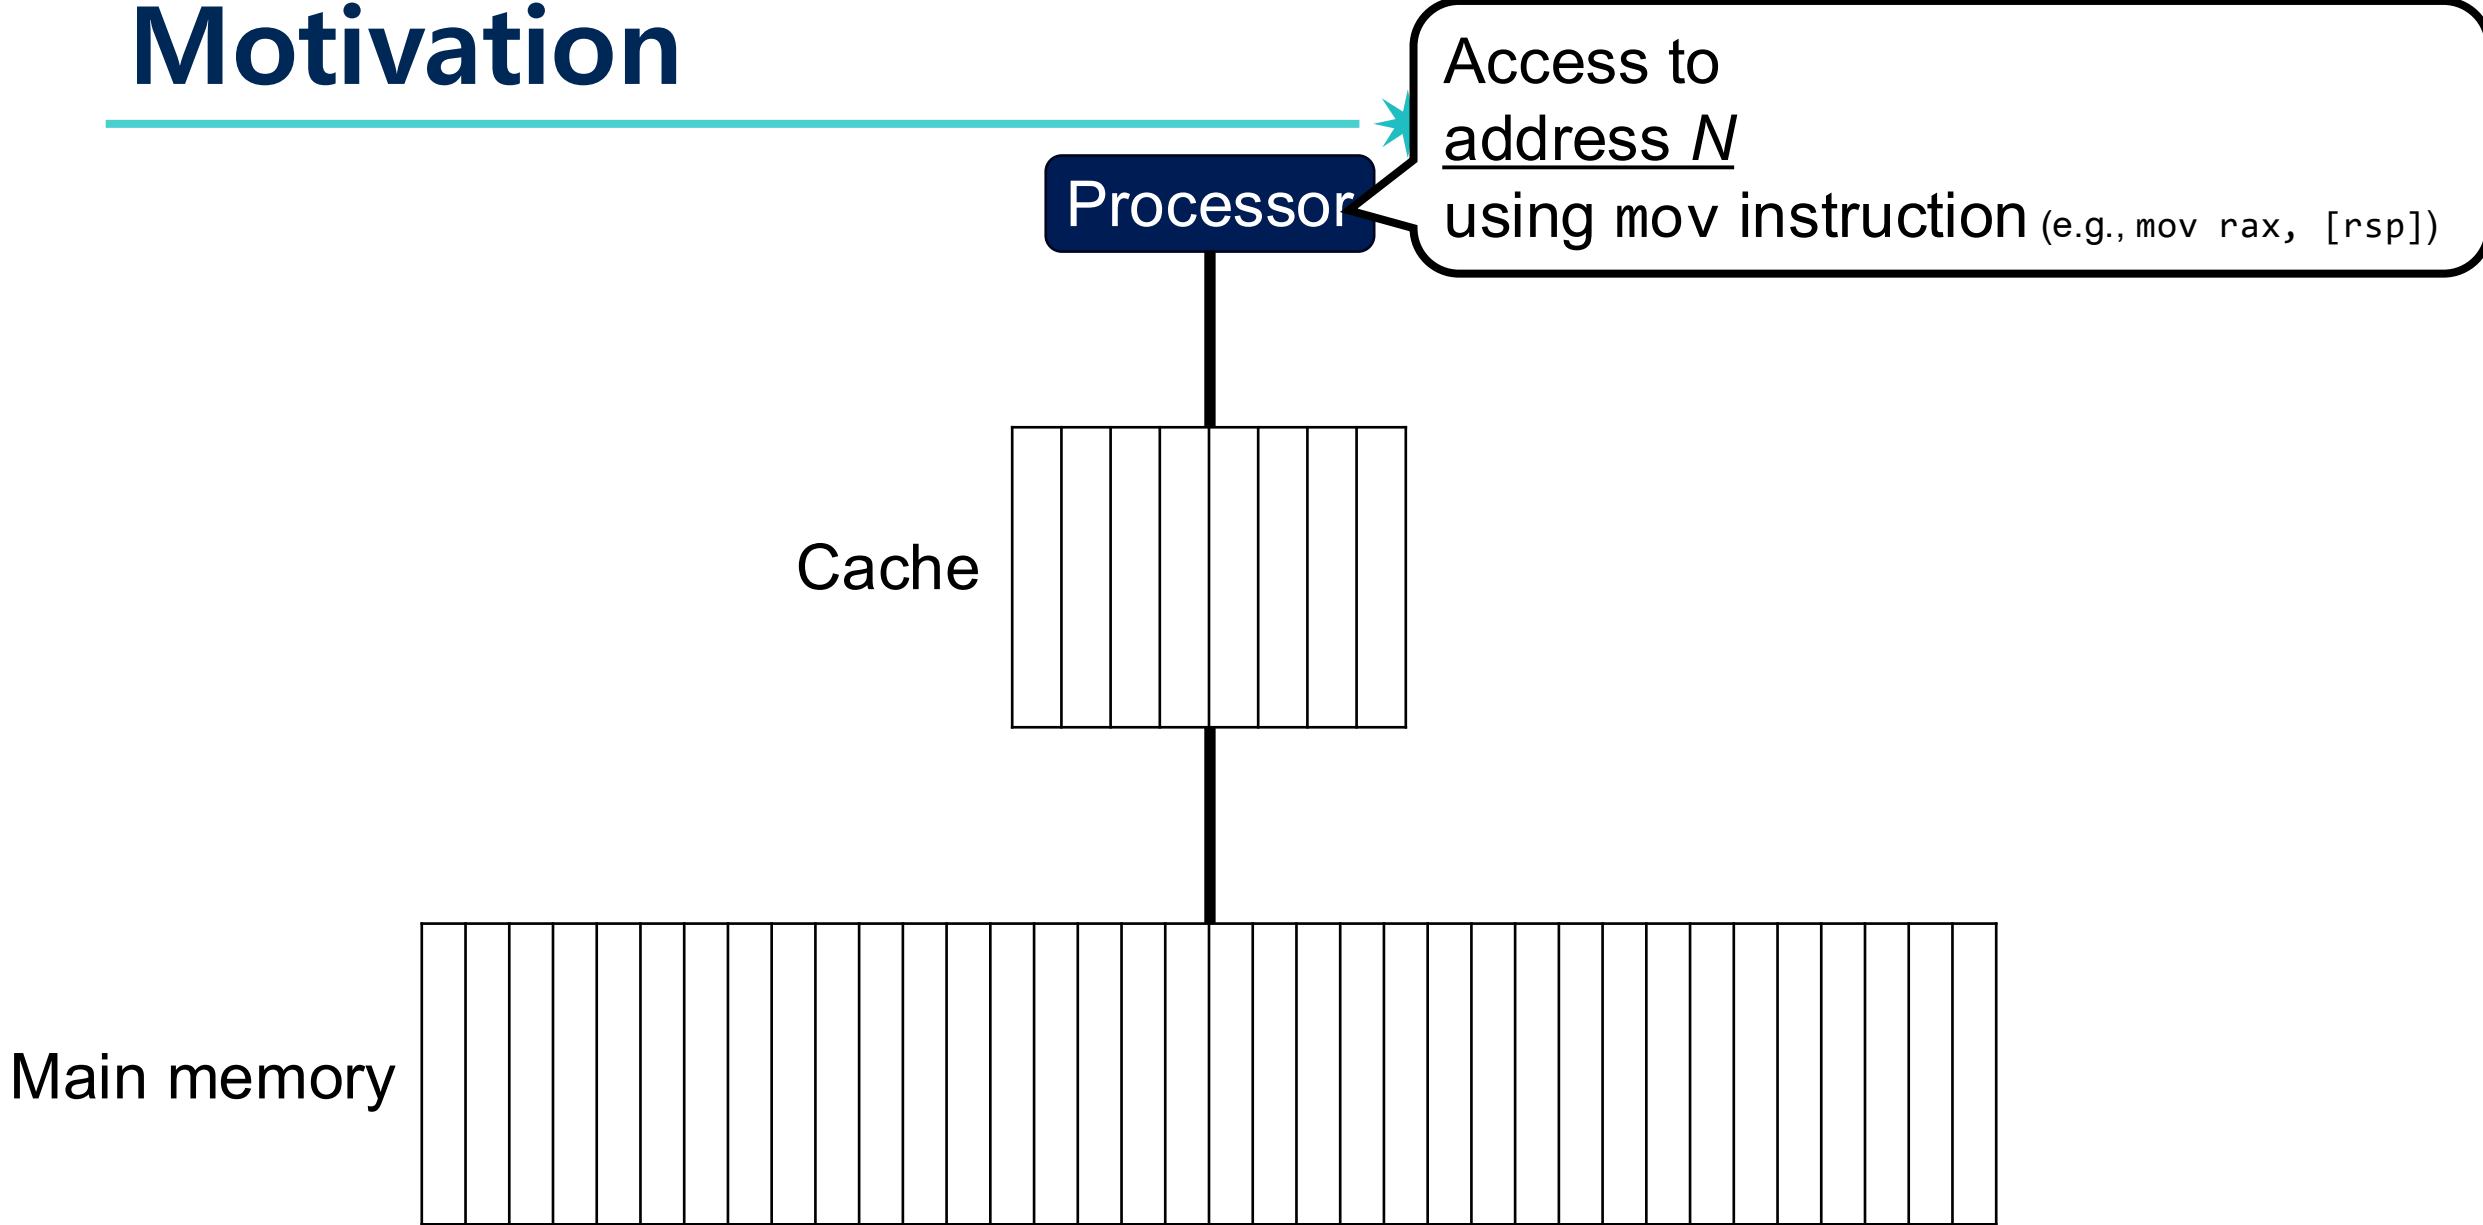 Motivation
Access to
address N
using mov instruction (e.g., mov rax, [rsp])
Processor
Cache
Main memory